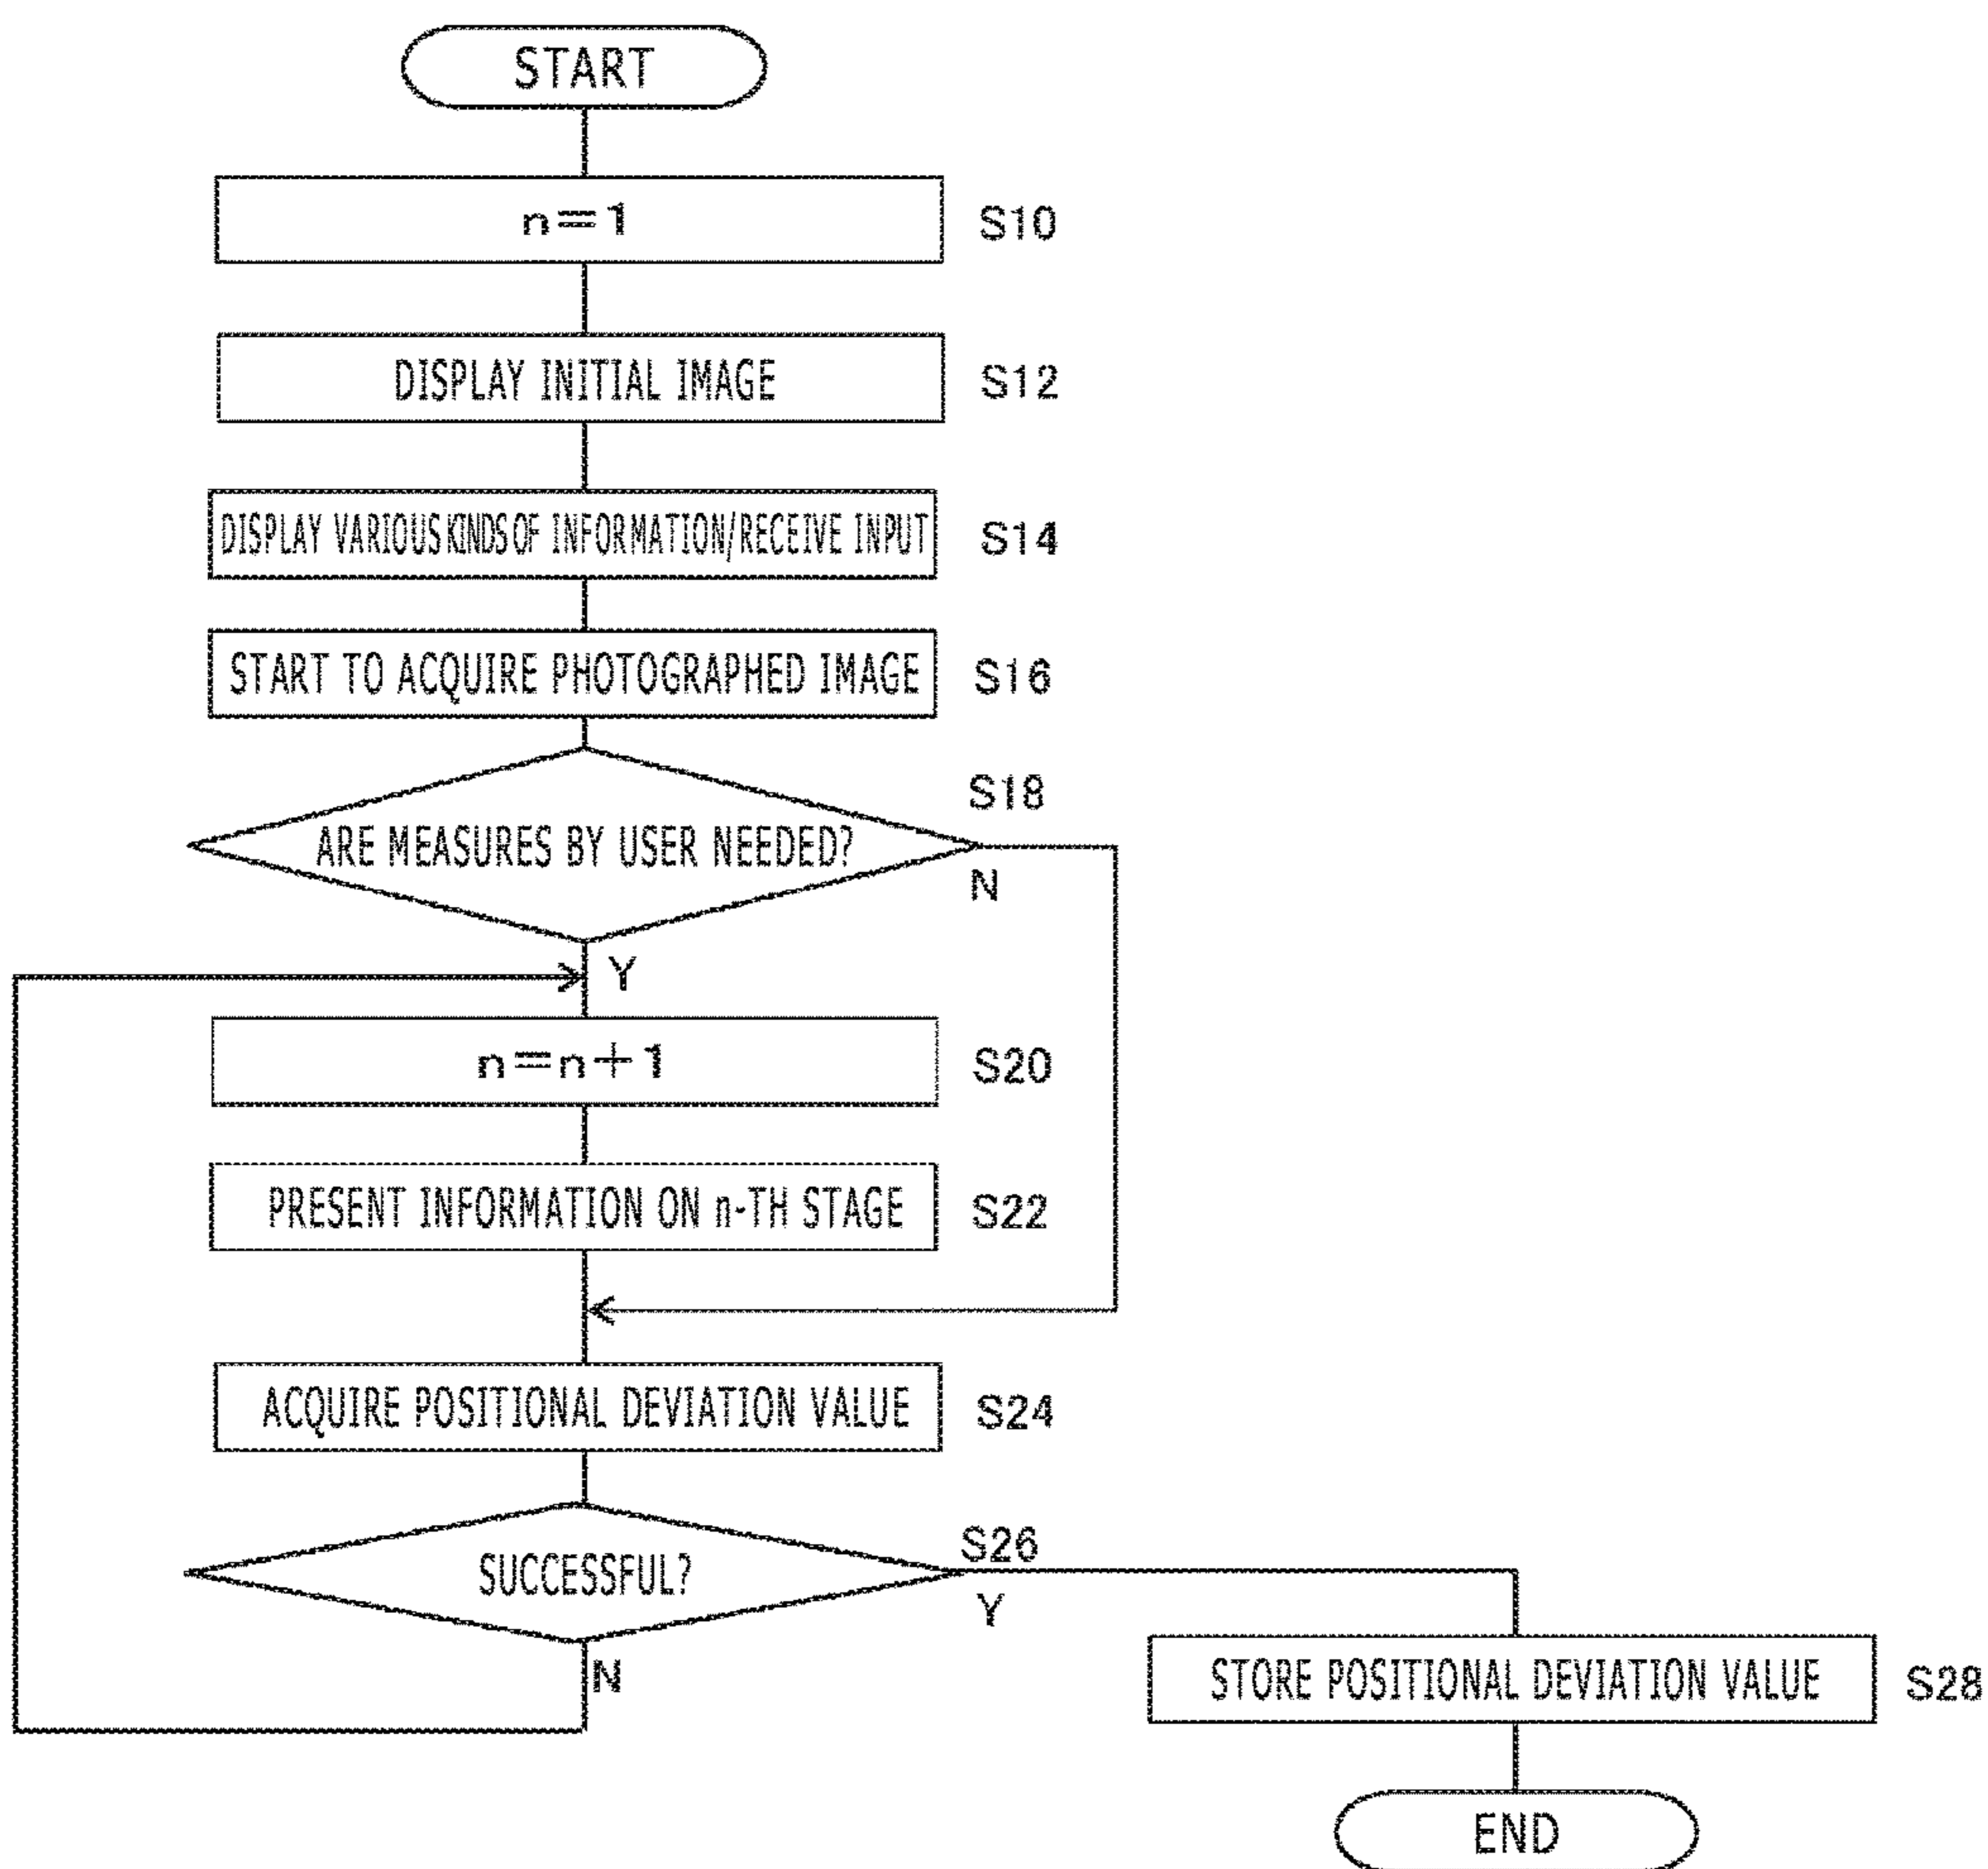 START
n=1
S10
DISPLAY INITIAL IMAGE
S12
DISPLAY VARIOUS KINDS OF INFORMATION/RECEIVE INPUT
S14
START TO ACQUIRE PHOTOGRAPHED IMAGE
S16
S18
ARE MEASURES BY USER NEEDED?
N
Y
n=n+1
S20
PRESENT INFORMATION ON n-TH STAGE
S22
ACQUIRE POSITIONAL DEVIATION VALUE
S24
S26
SUCCESSFUL?
Y
N
STORE POSITIONAL DEVIATION VALUE
S28
END